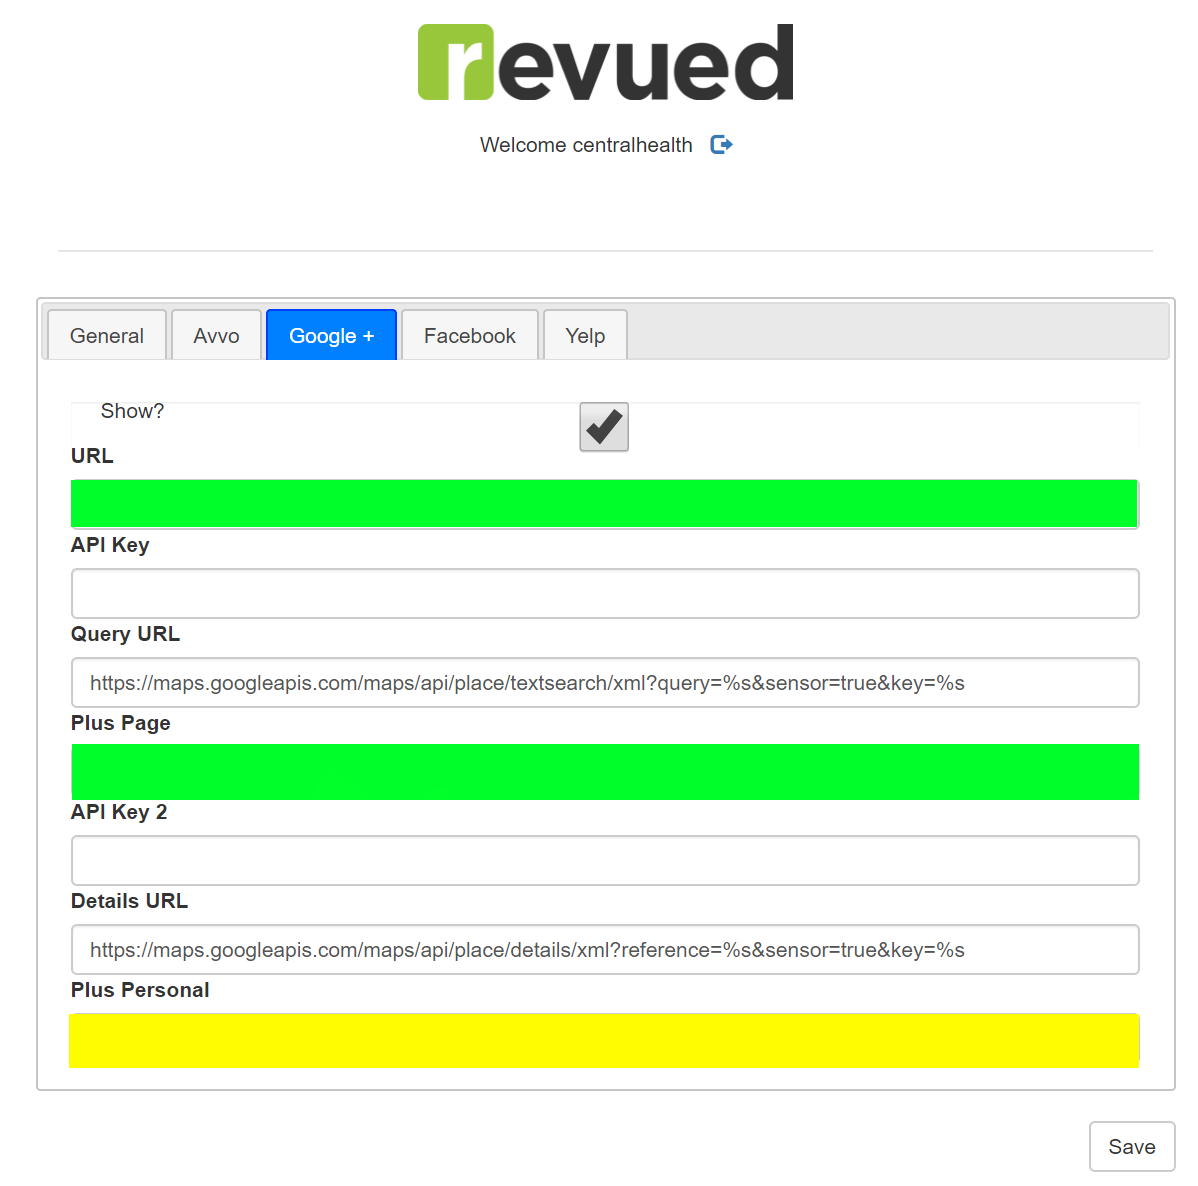 revued
Welcome centralhealth
General Avvo Google + Facebook Yelp
Show?
URL
API Key
Query URL
https://maps.googleapis.com/maps/api/place/textsearch/xml?query=%s&sensor=true&key=%s
Plus Page
API Key 2
Details URL
https://maps.googleapis.com/maps/api/place/details/xml?reference=%s&sensor=true&key=%s
Plus Personal
Save